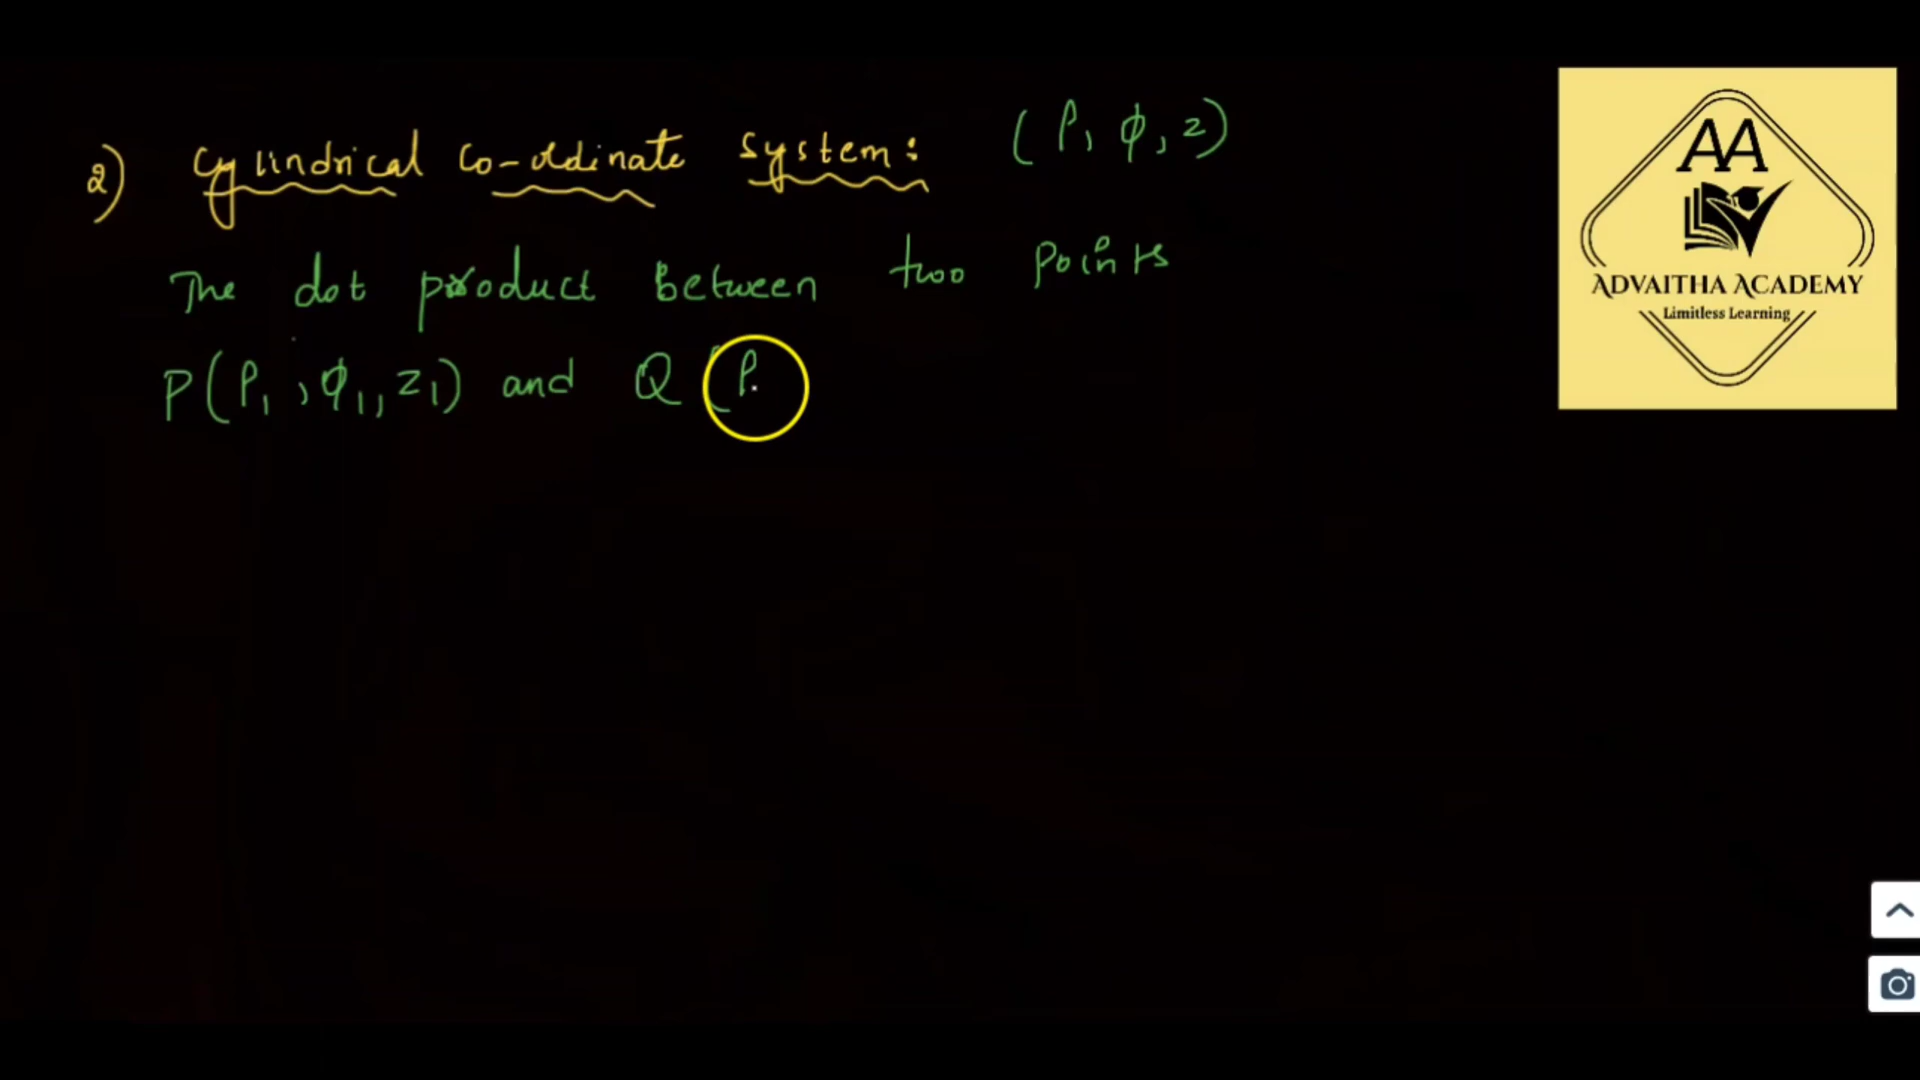 2) Cylindrical co-ordinate system: (ρ, φ, z)
The dot product between two points
P(ρ₁, φ₁, z₁) and Q (ρ
AA
ADVAITHA ACADEMY
Limitless Learning